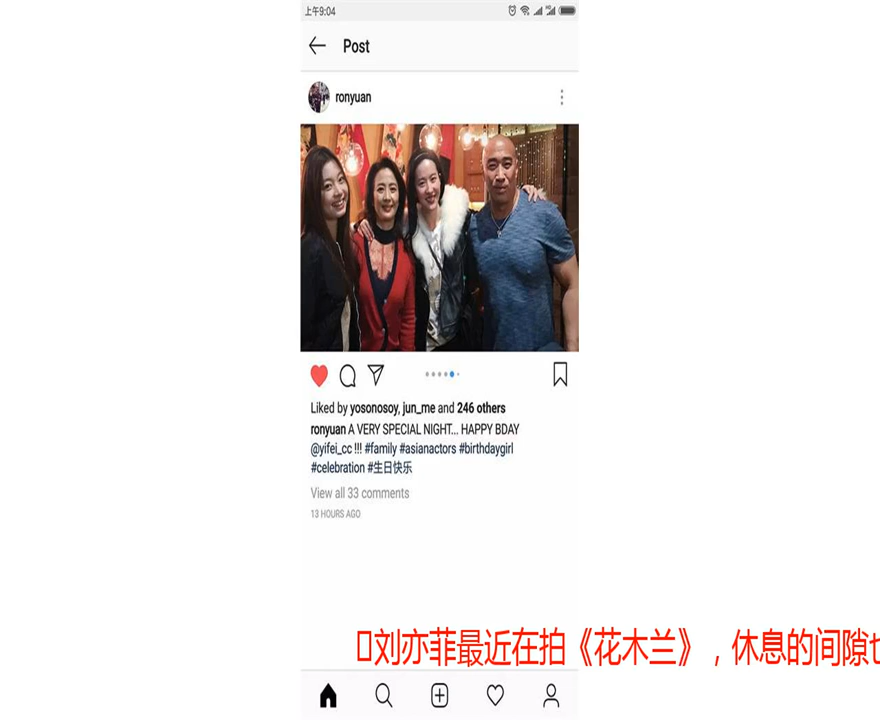 上午9:04
Post
ronyuan
Liked by yosonosoy, jun_me and 246 others
ronyuan A VERY SPECIAL NIGHT... HAPPY BDAY
@yifei_cc !!! #family #asianactors #birthdaygirl
#celebration #生日快乐
View all 33 comments
13 HOURS AGO
刘亦菲最近在拍《花木兰》，休息的间隙